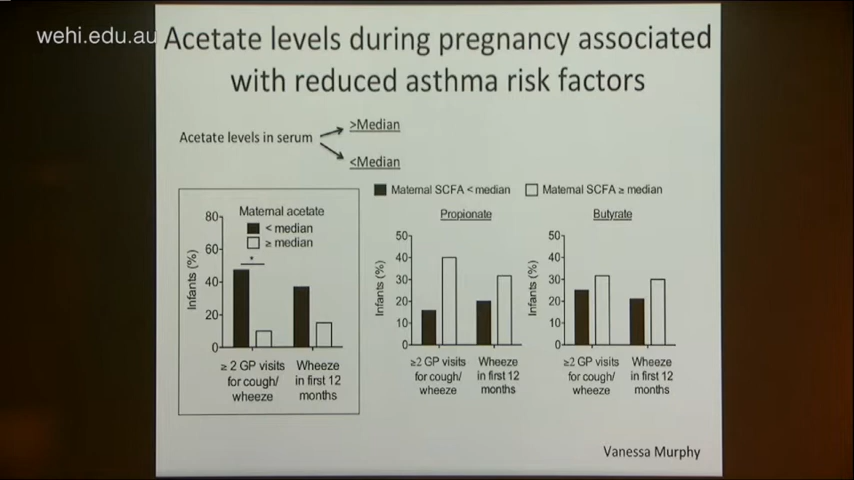 wehi.edu.au
Acetate levels during pregnancy associated
with reduced asthma risk factors
Acetate levels in serum
>Median
<Median
Maternal SCFA < median
Maternal SCFA ≥ median
Maternal acetate
< median
≥ median
80
60
40
20
0
Infants (%)
*
≥ 2 GP visits
for cough/
wheeze
Wheeze
in first 12
months
Propionate
50
40
30
20
10
0
Infants (%)
≥2 GP visits
for cough/
wheeze
Wheeze
in first 12
months
Butyrate
50
40
30
20
10
0
Infants (%)
≥2 GP visits
for cough/
wheeze
Wheeze
in first 12
months
Vanessa Murphy